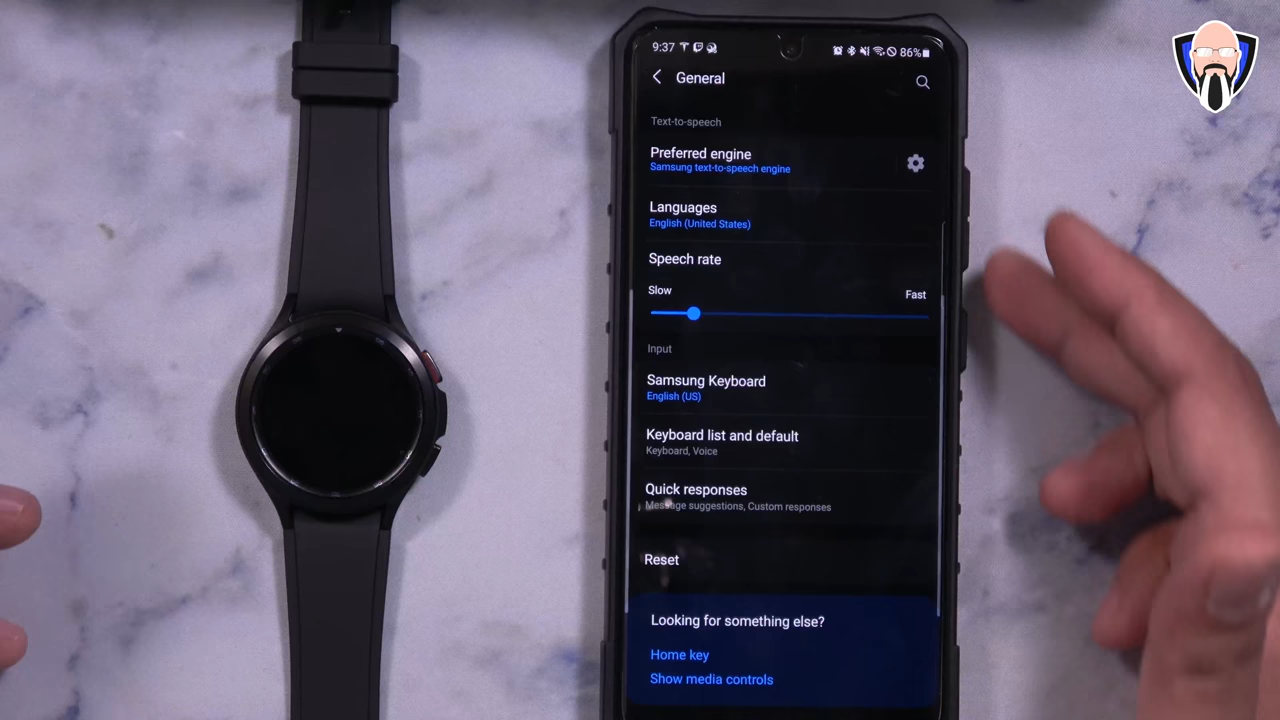 9:37
86%
General
Text-to-speech
Preferred engine
Samsung text-to-speech engine
Languages
English (United States)
Speech rate
Slow
Fast
Input
Samsung Keyboard
English (US)
Keyboard list and default
Keyboard, Voice
Quick responses
Message suggestions, Custom responses
Reset
Looking for something else?
Home key
Show media controls